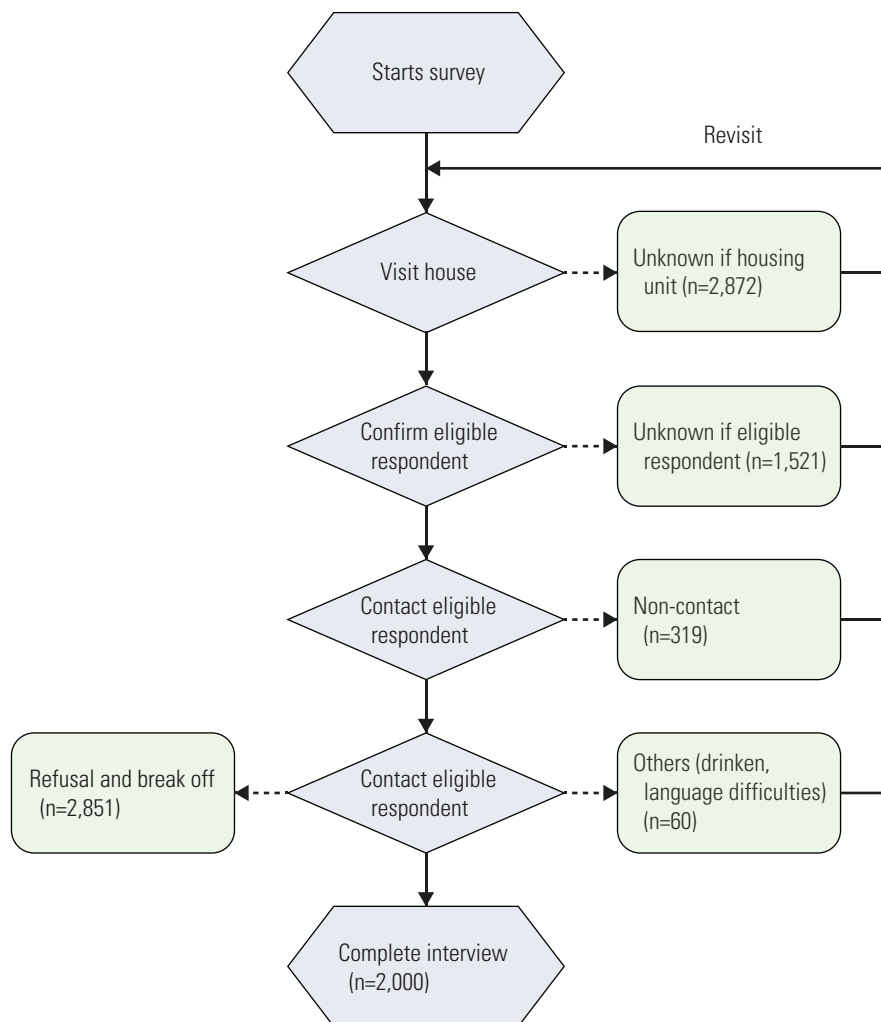 Starts survey
Revisit
Visit house
Unknown if housing
unit (n=2,872)
Confirm eligible
respondent
Unknown if eligible
respondent (n=1,521)
Contact eligible
respondent
Non-contact
(n=319)
Refusal and break off
(n=2,851)
Contact eligible
respondent
Others (drinken,
language difficulties)
(n=60)
Complete interview
(n=2,000)